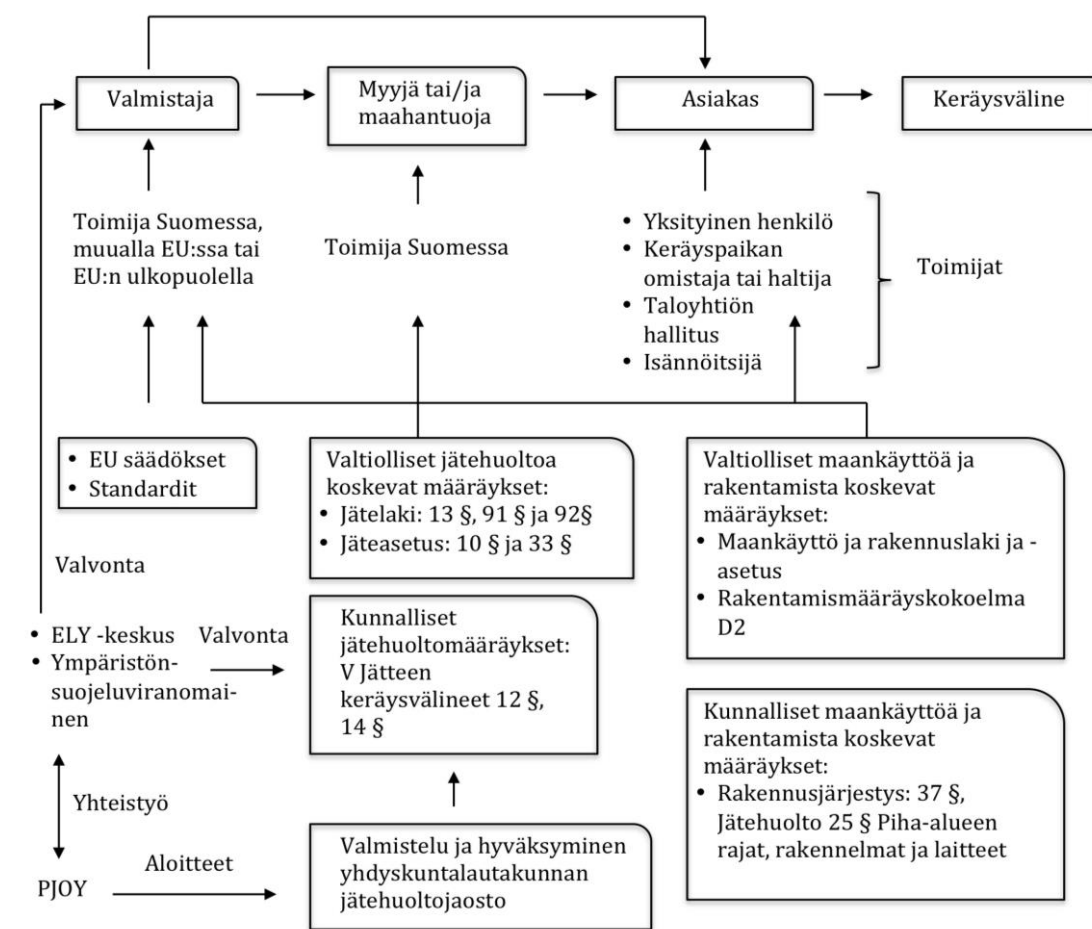 Valmistaja
Myyjä tai/ja
maahantuoja
Asiakas
Keräysväline
Toimija Suomessa,
muualla EU:ssa tai
EU:n ulkopuolella
Toimija Suomessa
• Yksityinen henkilö
• Keräyspaikan
omistaja tai haltija
• Taloyhtiön
hallitus
• Isännöitsijä
Toimijat
• EU säädökset
• Standardit
Valtiolliset jätehuoltoa
koskevat määräykset:
• Jätelaki: 13 §, 91 § ja 92§
• Jäteasetus: 10 § ja 33 §
Valtiolliset maankäyttöä ja
rakentamista koskevat
määräykset:
• Maankäyttö ja rakennuslaki ja -
asetus
• Rakentamismääräyskokoelma
D2
Valvonta
• ELY -keskus
• Ympäristön-
suojeluviranomai-
nen
Valvonta
Kunnalliset
jätehuoltomääräykset:
V Jätteen
keräysvälineet 12 §,
14 §
Kunnalliset maankäyttöä ja
rakentamista koskevat
määräykset:
• Rakennusjärjestys: 37 §,
Jätehuolto 25 § Piha-alueen
rajat, rakennelmat ja laitteet
Yhteistyö
PJOY
Aloitteet
Valmistelu ja hyväksyminen
yhdyskuntalautakunnan
jätehuoltojaosto